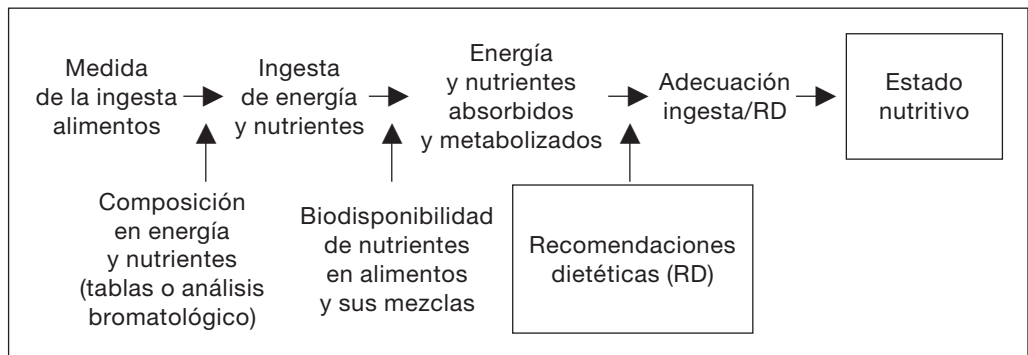 Medida
de la ingesta
alimentos
Ingesta
de energía
y nutrientes
Energía
y nutrientes
absorbidos
y metabolizados
Adecuación
ingesta/RD
Estado
nutritivo
Composición
en energía
y nutrientes
(tablas o análisis
bromatológico)
Biodisponibilidad
de nutrientes
en alimentos
y sus mezclas
Recomendaciones
dietéticas (RD)